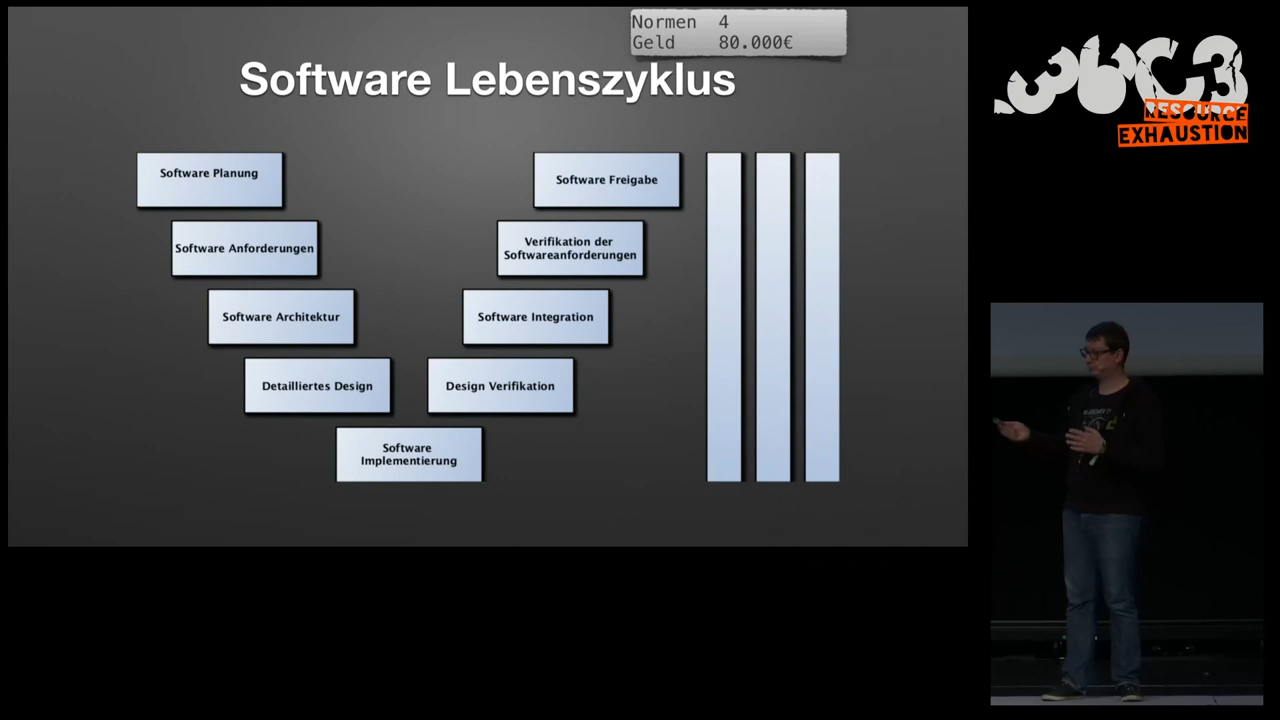 Normen 4
Geld 80.000€
Software Lebenszyklus
Software Planung
Software Freigabe
Software Anforderungen
Verifikation der
Softwareanforderungen
Software Architektur
Software Integration
Detailliertes Design
Design Verifikation
Software
Implementierung
36C3
RESOURCE
EXHAUSTION